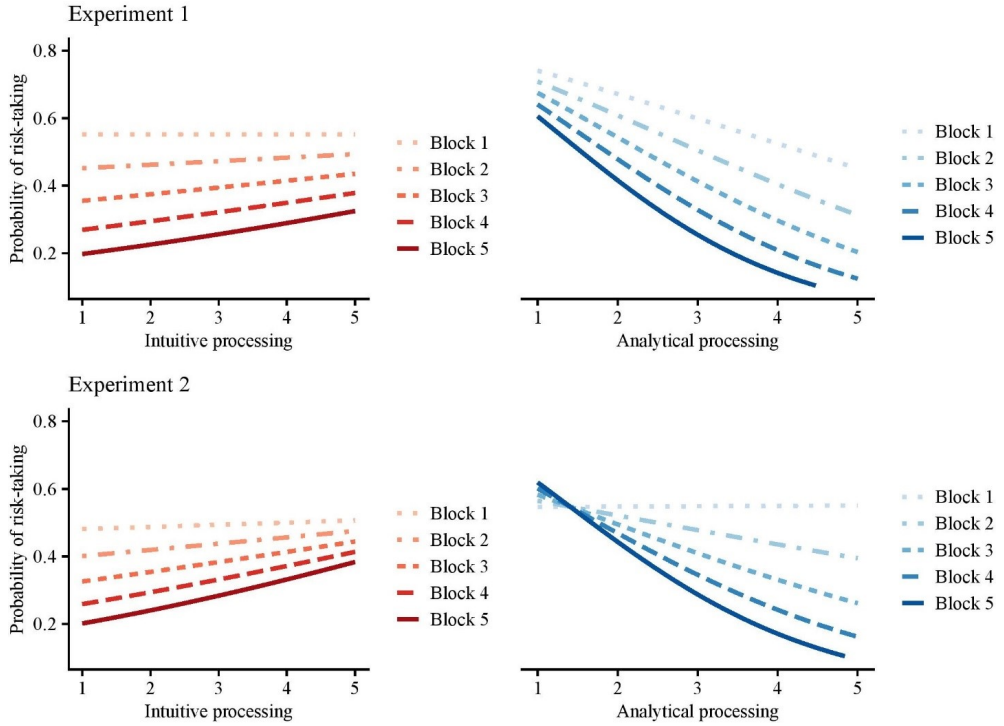 Experiment 1
Probability of risk-taking
0.8
0.6
0.4
0.2
1 2 3 4 5
Intuitive processing
Block 1
Block 2
Block 3
Block 4
Block 5
1 2 3 4 5
Analytical processing
Block 1
Block 2
Block 3
Block 4
Block 5
Experiment 2
Probability of risk-taking
0.8
0.6
0.4
0.2
1 2 3 4 5
Intuitive processing
Block 1
Block 2
Block 3
Block 4
Block 5
1 2 3 4 5
Analytical processing
Block 1
Block 2
Block 3
Block 4
Block 5